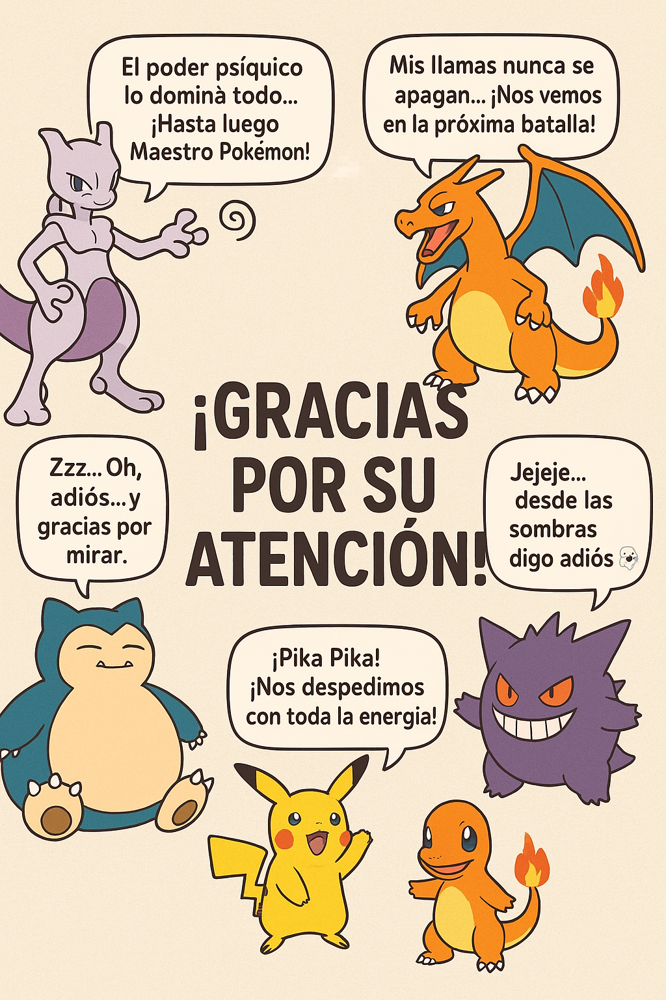 El poder psíquico
lo dominà todo...
¡Hasta luego
Maestro Pokémon!
Mis llamas nunca se
apagan... ¡Nos vemos
en la próxima batalla!
¡GRACIAS
POR SU
ATENCIÓN!
Zzz... Oh,
adiós... y
gracias por
mirar.
Jejeje...
desde las
sombras
digo adiós
¡Pika Pika!
¡Nos despedimos
con toda la energia!